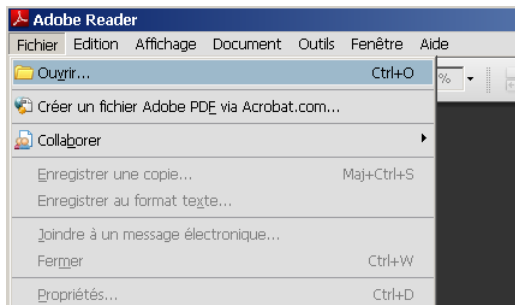 Adobe Reader
Fichier Edition Affichage Document Outils Fenêtre Aide
Ouvrir... Ctrl+O
%
Créer un fichier Adobe PDF via Acrobat.com...
Collaborer
Enregistrer une copie... Maj+Ctrl+S
Enregistrer au format texte...
Joindre à un message électronique...
Fermer Ctrl+W
Propriétés... Ctrl+D